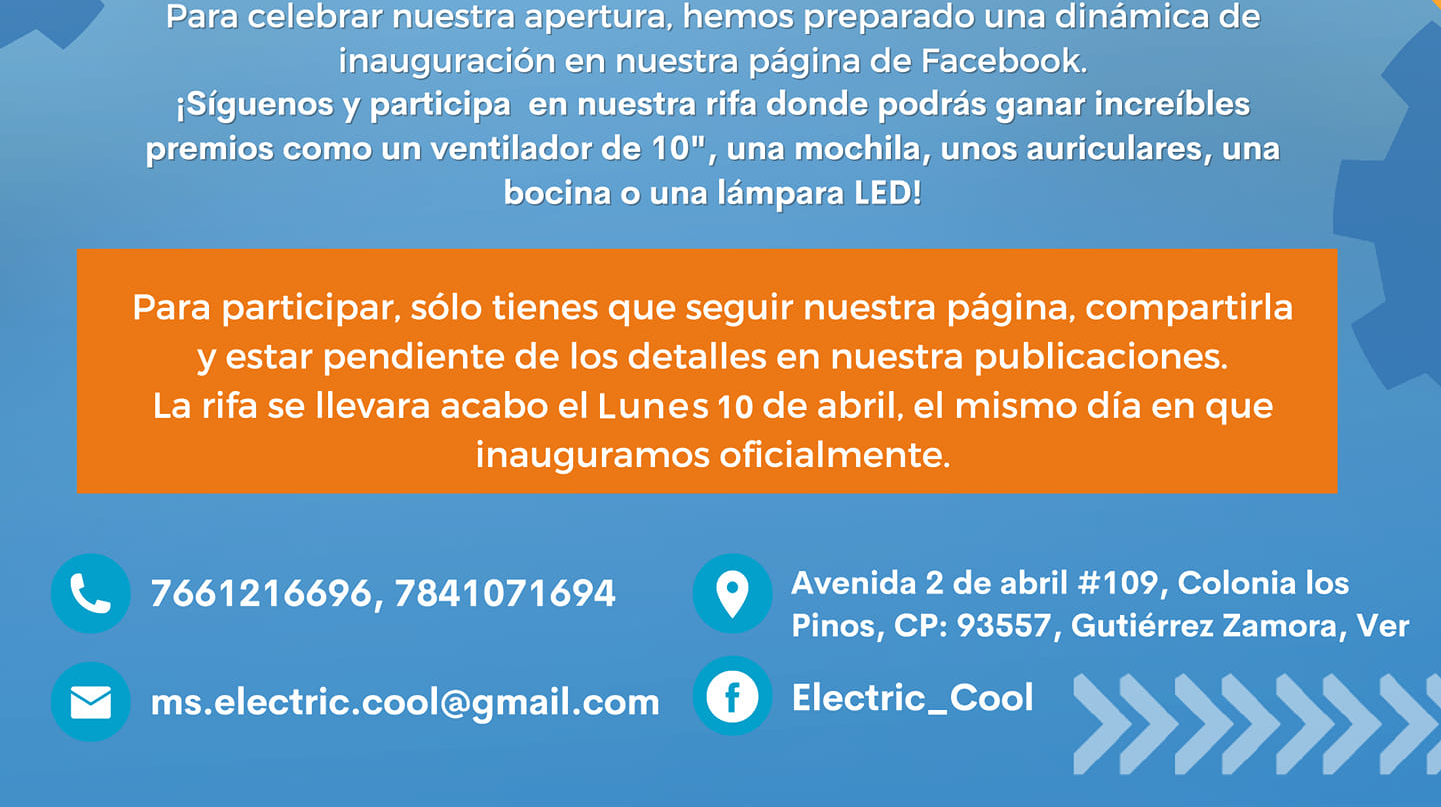 Para celebrar nuestra apertura, hemos preparado una dinámica de
inauguración en nuestra página de Facebook.
¡Síguenos y participa  en nuestra rifa donde podrás ganar increíbles
premios como un ventilador de 10", una mochila, unos auriculares, una
bocina o una lámpara LED!
Para participar, sólo tienes que seguir nuestra página, compartirla
y estar pendiente de los detalles en nuestra publicaciones.
La rifa se llevara acabo el Lunes 10 de abril, el mismo día en que
inauguramos oficialmente.
7661216696, 7841071694
Avenida 2 de abril #109, Colonia los
Pinos, CP: 93557, Gutiérrez Zamora, Ver
ms.electric.cool@gmail.com
Electric_Cool